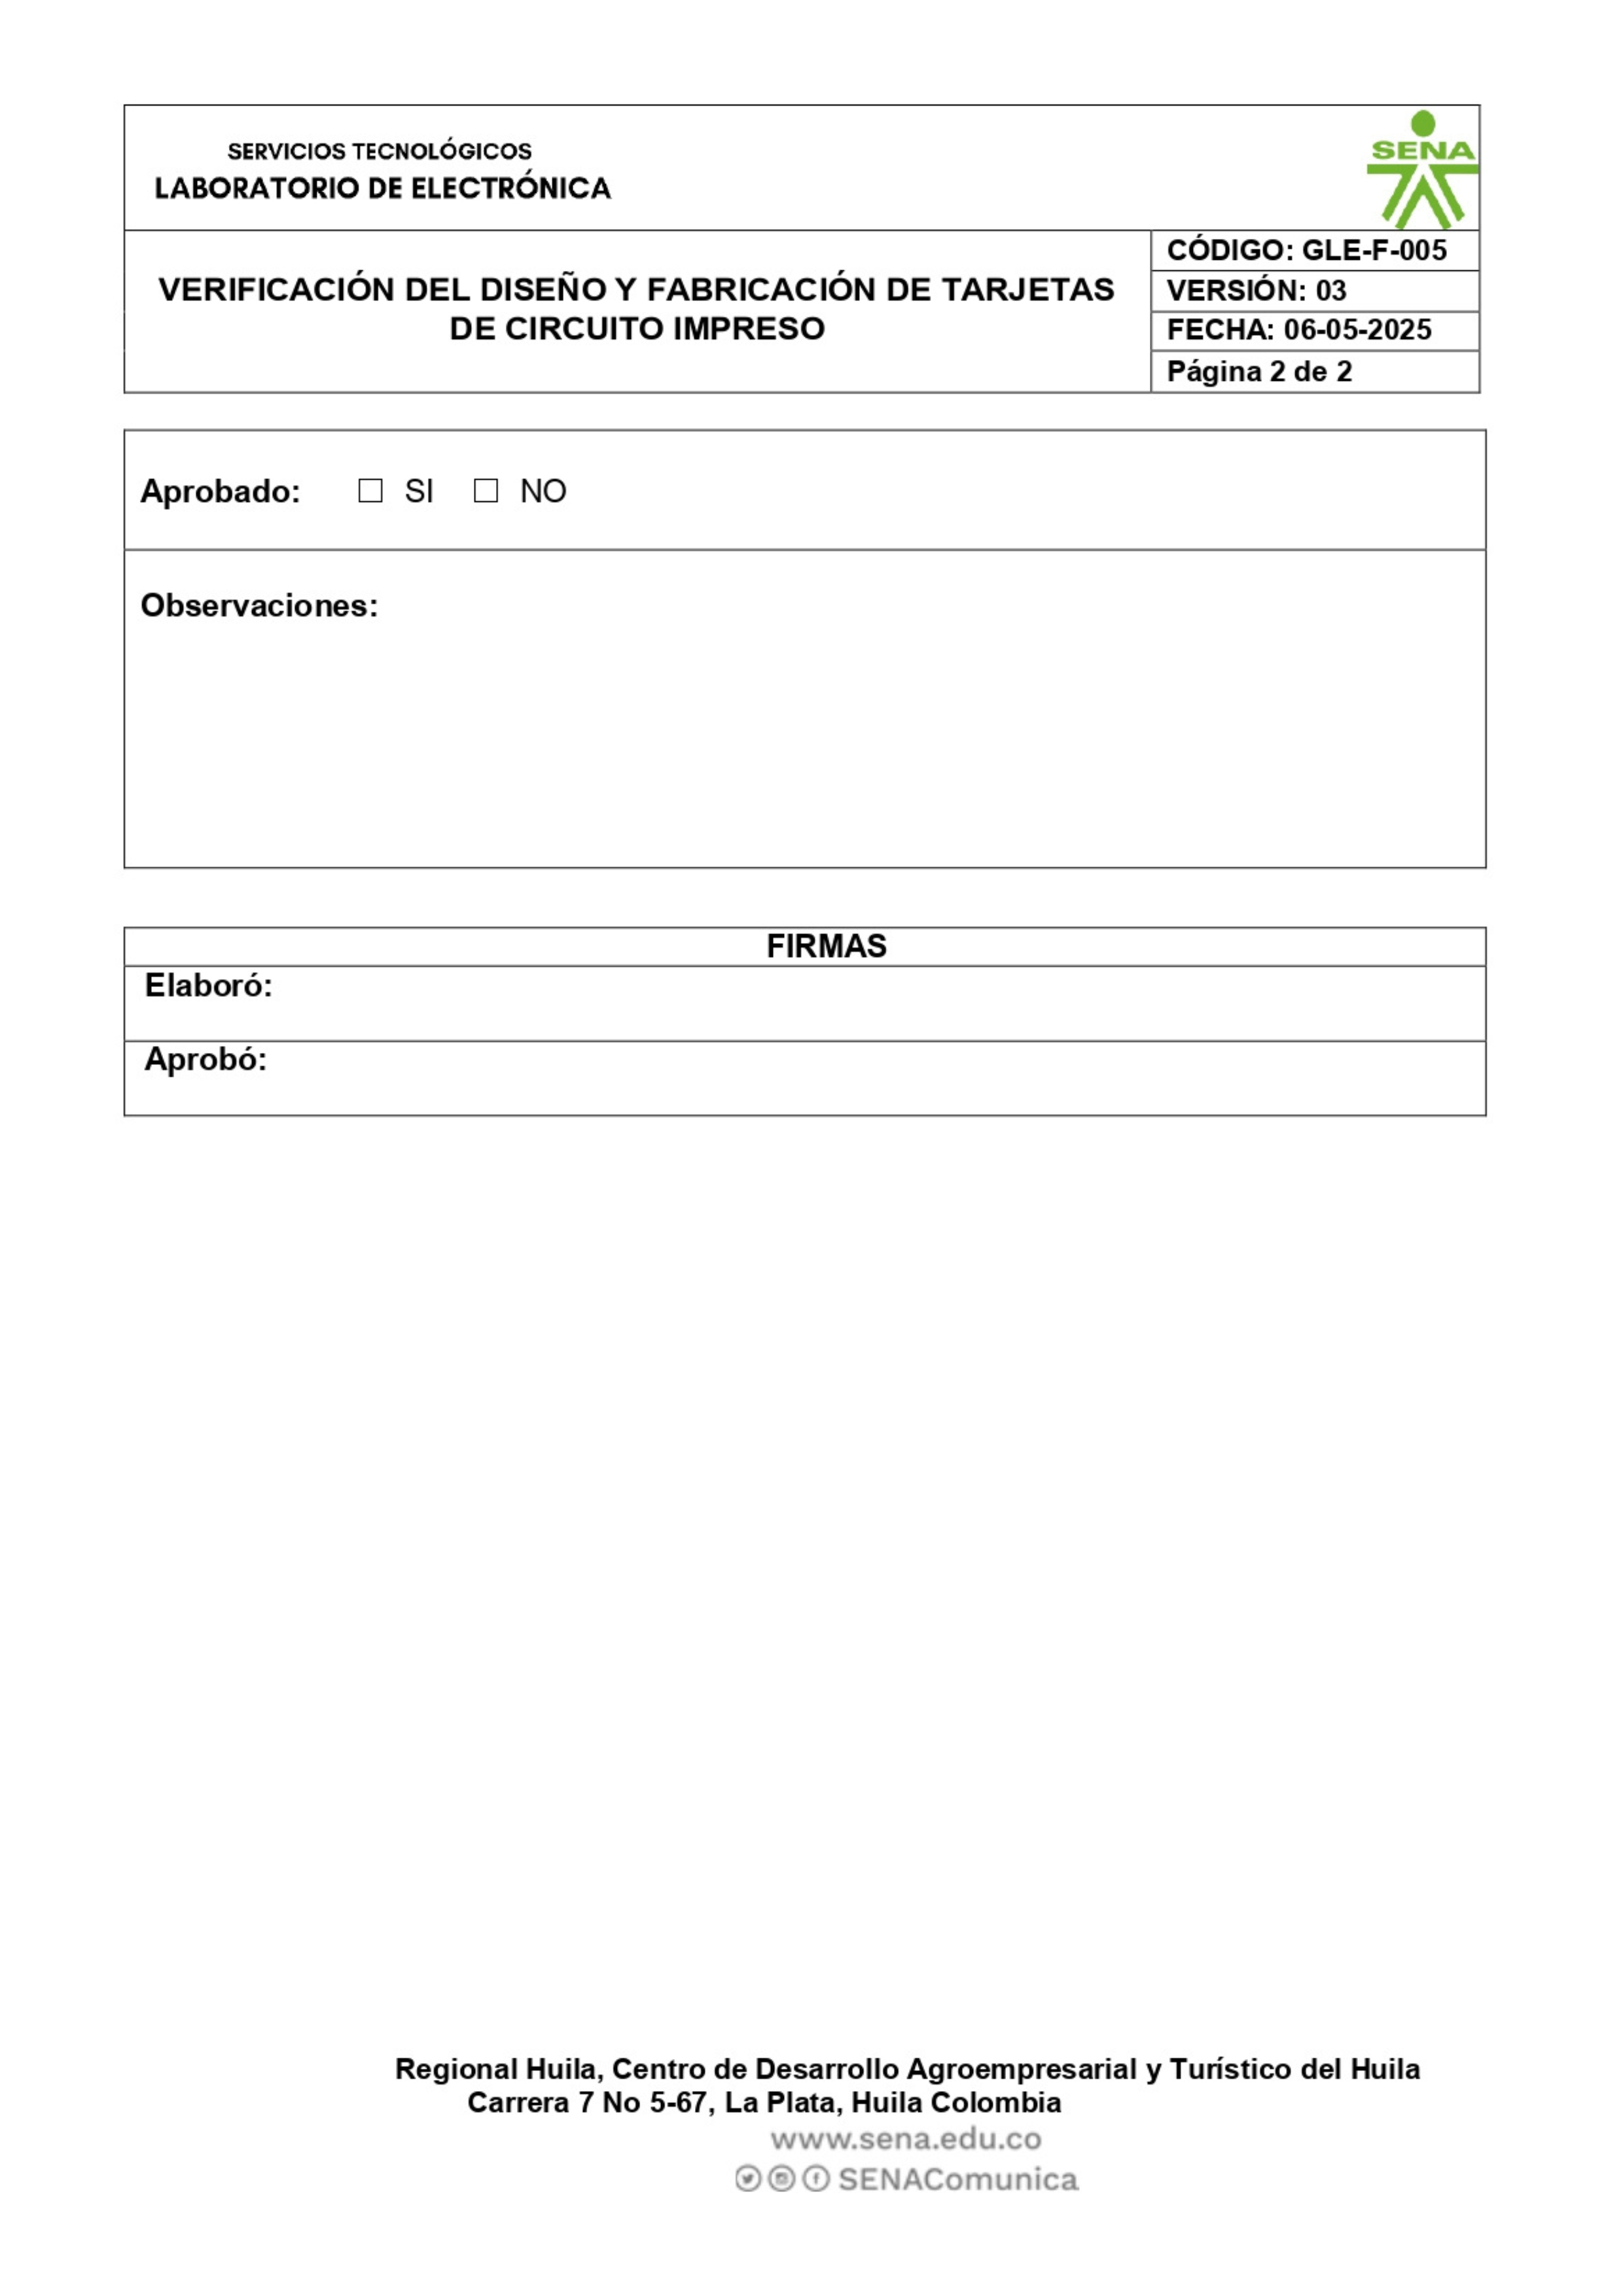 SERVICIOS TECNOLÓGICOS
LABORATORIO DE ELECTRÓNICA
SENA
VERIFICACIÓN DEL DISEÑO Y FABRICACIÓN DE TARJETAS
DE CIRCUITO IMPRESO
CÓDIGO: GLE-F-005
VERSIÓN: 03
FECHA: 06-05-2025
Página 2 de 2
Aprobado: ☐ SI ☐ NO
Observaciones:
FIRMAS
Elaboró:
Aprobó:
Regional Huila, Centro de Desarrollo Agroempresarial y Turístico del Huila
Carrera 7 No 5-67, La Plata, Huila Colombia
www.sena.edu.co
SENAComunica